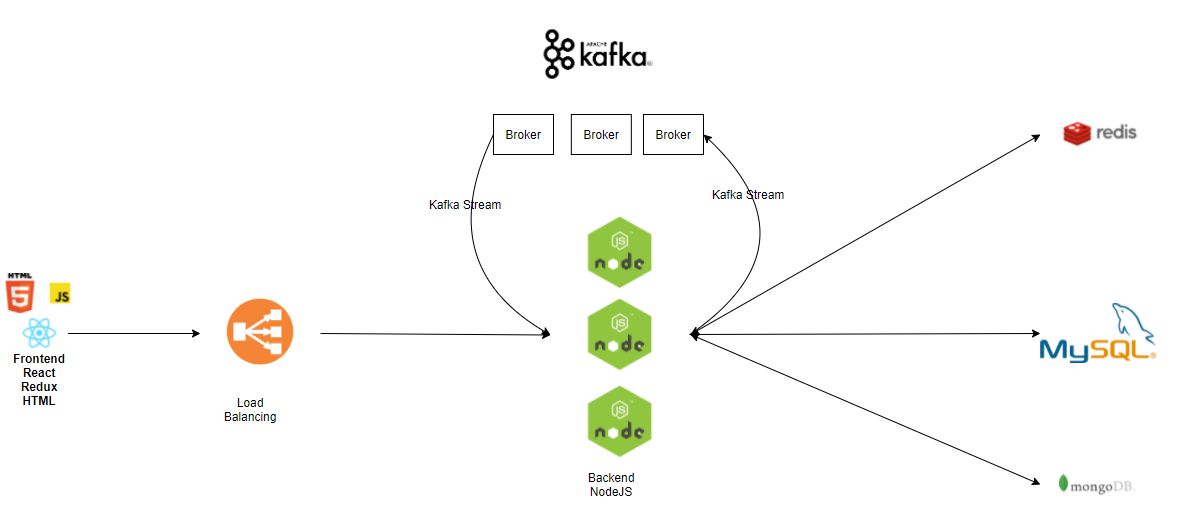 APACHE
kafka
Broker
Broker
Broker
redis
Kafka Stream
Kafka Stream
JS
node
HTML
5
JS
JS
node
MySQL
Frontend
React
Redux
HTML
Load
Balancing
JS
node
Backend
NodeJS
mongoDB